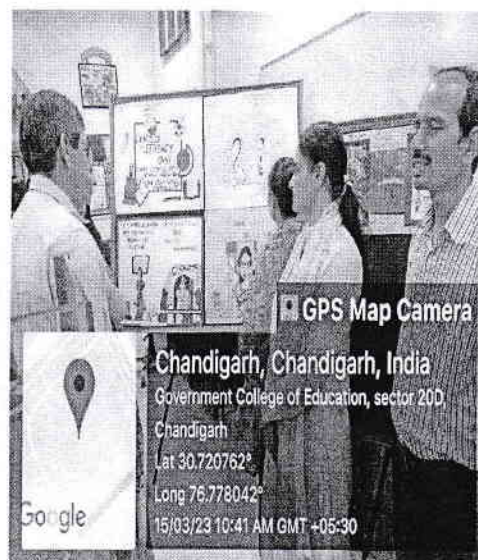 GPS Map Camera
Chandigarh, Chandigarh, India
Government College of Education, sector 20D,
Chandigarh
Lat 30.720762°
Long 76.778042°
15/03/23 10:41 AM GMT +05:30
Google